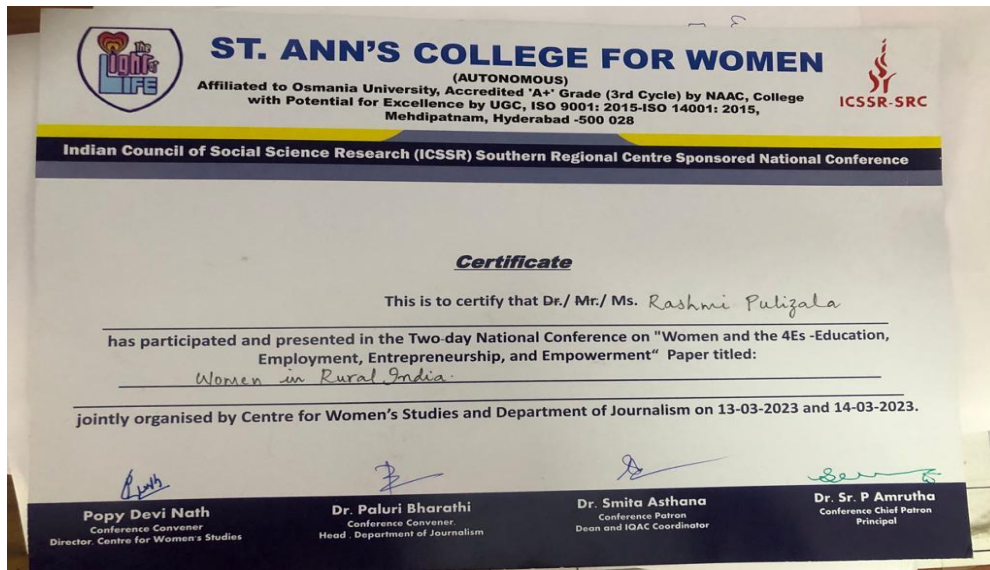 The
Light of
LIFE
ST. ANN'S COLLEGE FOR WOMEN
(AUTONOMOUS)
Affiliated to Osmania University, Accredited 'A+' Grade (3rd Cycle) by NAAC, College
with Potential for Excellence by UGC, ISO 9001: 2015-ISO 14001: 2015,
Mehdipatnam, Hyderabad -500 028
ICSSR-SRC
Indian Council of Social Science Research (ICSSR) Southern Regional Centre Sponsored National Conference
Certificate
This is to certify that Dr./ Mr./ Ms. Rashmi Pulizala
has participated and presented in the Two-day National Conference on "Women and the 4Es -Education,
Employment, Entrepreneurship, and Empowerment" Paper titled:
Women in Rural India.
jointly organised by Centre for Women's Studies and Department of Journalism on 13-03-2023 and 14-03-2023.
Popy Devi Nath
Conference Convener
Director. Centre for Women's Studies
Dr. Paluri Bharathi
Conference Convener.
Head . Department of Journalism
Dr. Smita Asthana
Conference Patron
Dean and IQAC Coordinator
Dr. Sr. P Amrutha
Conference Chief Patron
Principal